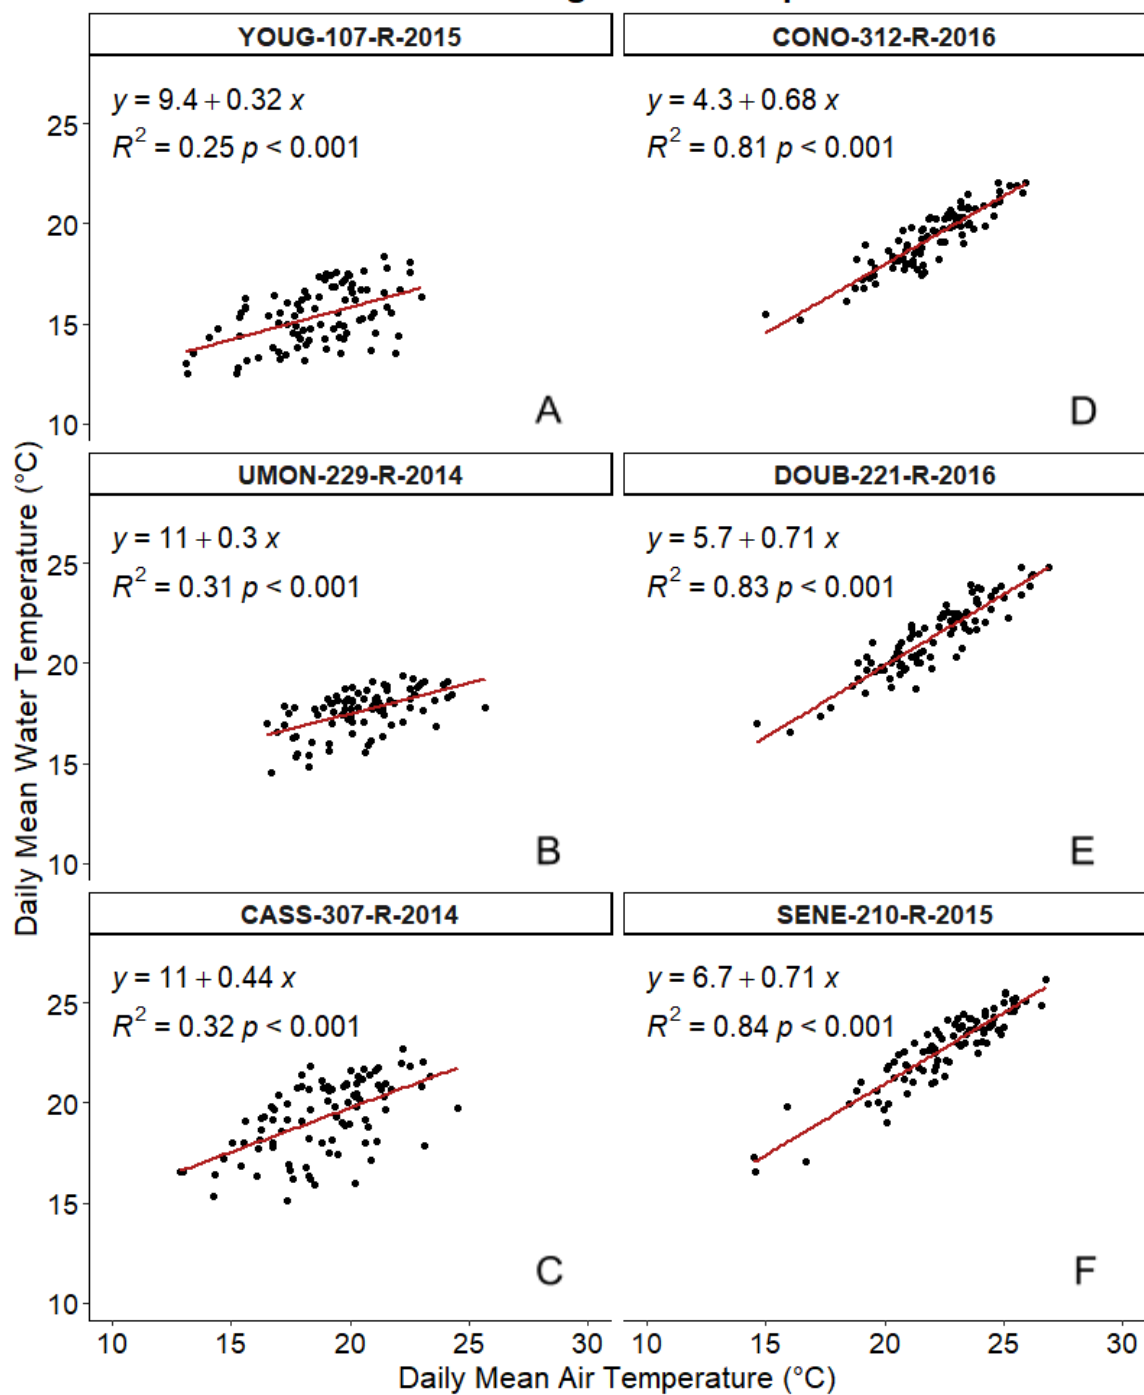 YOUG-107-R-2015
y = 9.4 + 0.32 x
R² = 0.25 p < 0.001
25
20
15
10
A
CONO-312-R-2016
y = 4.3 + 0.68 x
R² = 0.81 p < 0.001
D
UMON-229-R-2014
y = 11 + 0.3 x
R² = 0.31 p < 0.001
25
20
15
10
B
DOUB-221-R-2016
y = 5.7 + 0.71 x
R² = 0.83 p < 0.001
E
CASS-307-R-2014
y = 11 + 0.44 x
R² = 0.32 p < 0.001
25
20
15
10
C
SENE-210-R-2015
y = 6.7 + 0.71 x
R² = 0.84 p < 0.001
F
10 15 20 25 30
10 15 20 25 30
Daily Mean Air Temperature (°C)
Daily Mean Water Temperature (°C)